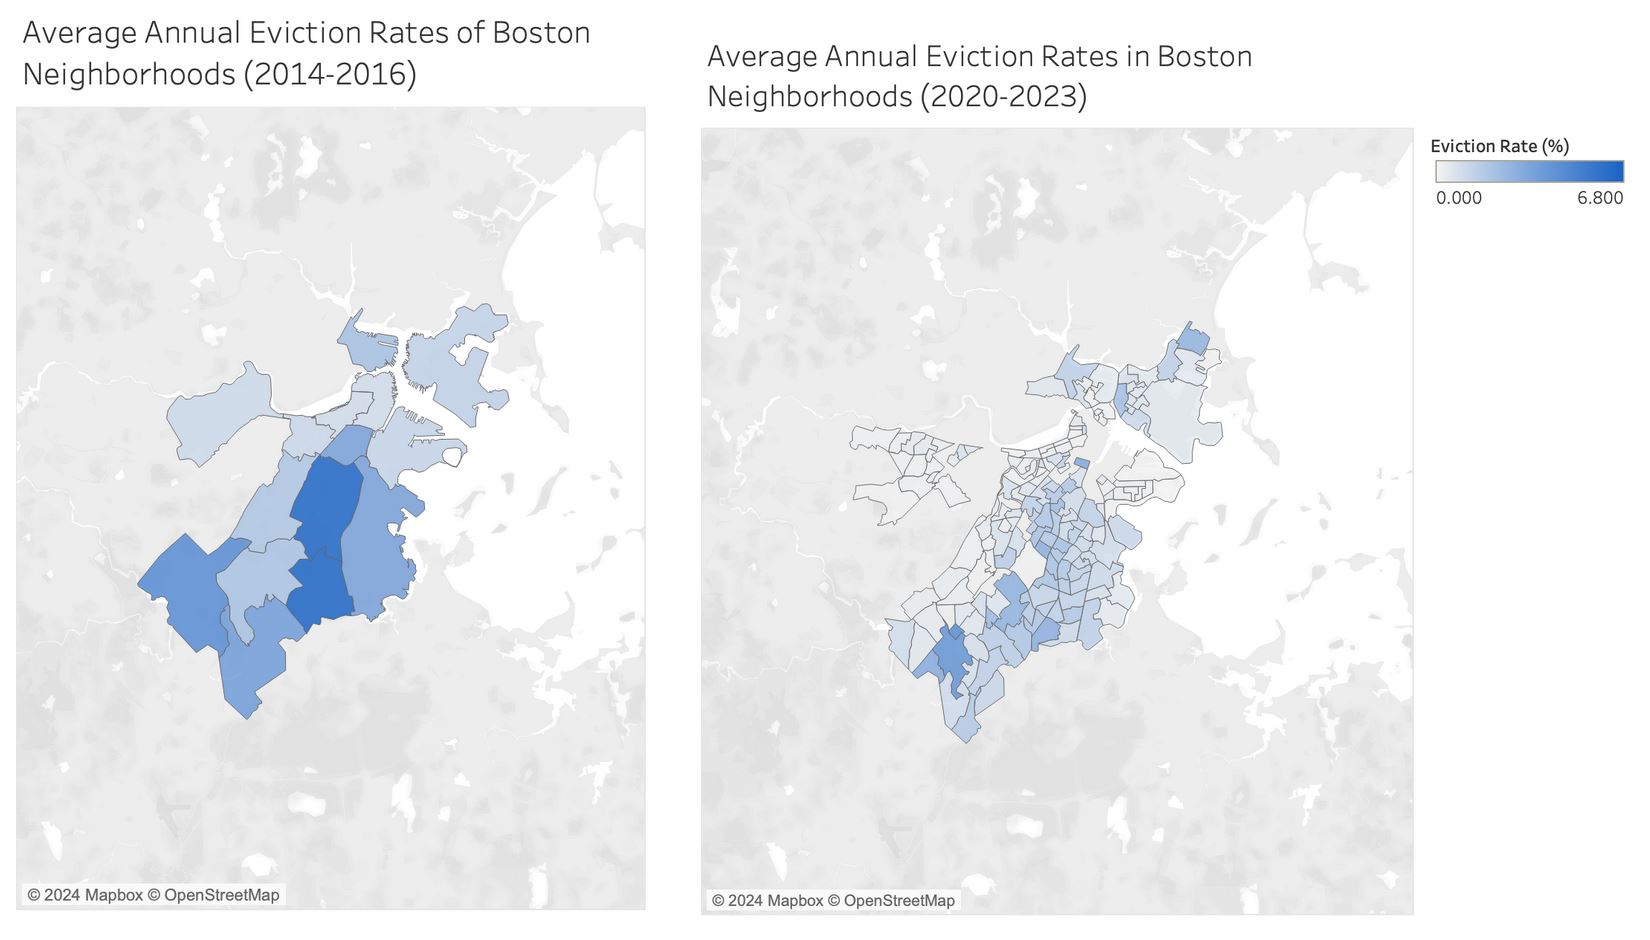 Average Annual Eviction Rates of Boston
Neighborhoods (2014-2016)
© 2024 Mapbox © OpenStreetMap
Average Annual Eviction Rates in Boston
Neighborhoods (2020-2023)
© 2024 Mapbox © OpenStreetMap
Eviction Rate (%)
0.000 6.800